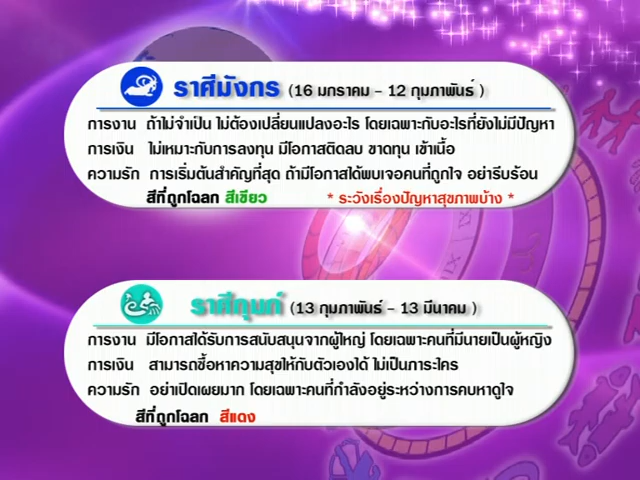 ราศีมังกร (16 มกราคม - 12 กุมภาพันธ์ )
การงาน ถ้าไม่จำเป็น ไม่ต้องเปลี่ยนแปลงอะไร โดยเฉพาะกับอะไรที่ยังไม่มีปัญหา
การเงิน ไม่เหมาะกับการลงทุน มีโอกาสติดลบ ขาดทุน เข้าเนื้อ
ความรัก การเริ่มต้นสำคัญที่สุด ถ้ามีโอกาสได้พบเจอคนที่ถูกใจ อย่ารีบร้อน
สีที่ถูกโฉลก สีเขียว * ระวังเรื่องปัญหาสุขภาพบ้าง *
ราศีกุมภ์ (13 กุมภาพันธ์ - 13 มีนาคม )
การงาน มีโอกาสได้รับการสนับสนุนจากผู้ใหญ่ โดยเฉพาะคนที่มีนายเป็นผู้หญิง
การเงิน สามารถซื้อหาความสุขให้กับตัวเองได้ ไม่เป็นภาระใคร
ความรัก อย่าเปิดเผยมาก โดยเฉพาะคนที่กำลังอยู่ระหว่างการคบหาดูใจ
สีที่ถูกโฉลก สีแดง